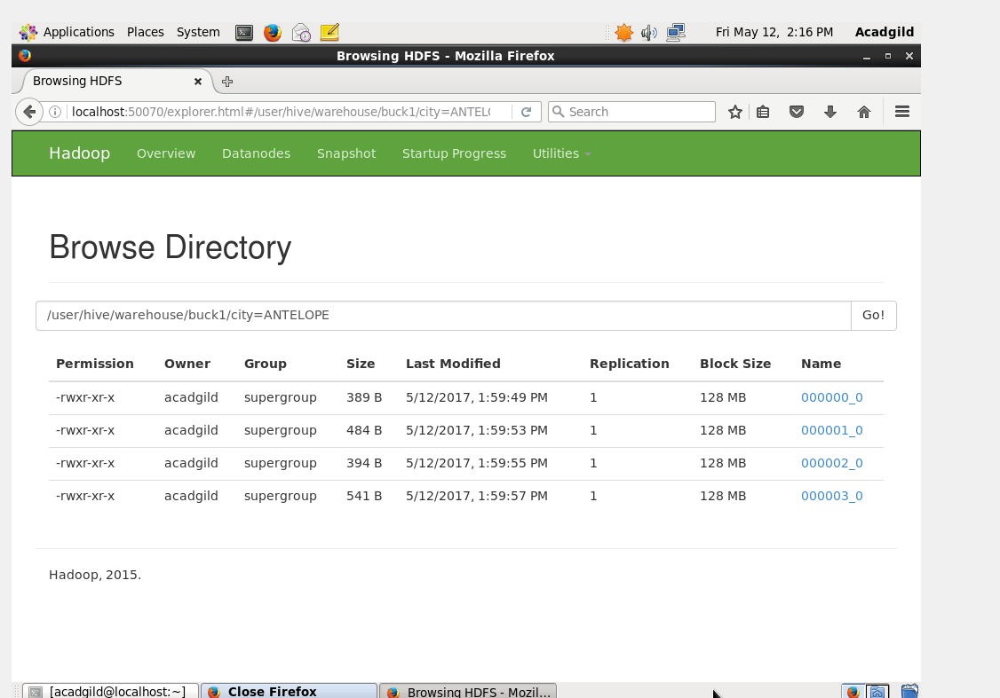 Applications Places System Fri May 12, 2:16 PM Acadgild
Browsing HDFS - Mozilla Firefox
Browsing HDFS
localhost:50070/explorer.html#/user/hive/warehouse/buck1/city=ANTEL Search
Hadoop Overview Datanodes Snapshot Startup Progress Utilities
Browse Directory
/user/hive/warehouse/buck1/city=ANTELOPE Go!
Permission Owner Group Size Last Modified Replication Block Size Name
-rwxr-xr-x acadgild supergroup 389 B 5/12/2017, 1:59:49 PM 1 128 MB 000000_0
-rwxr-xr-x acadgild supergroup 484 B 5/12/2017, 1:59:53 PM 1 128 MB 000001_0
-rwxr-xr-x acadgild supergroup 394 B 5/12/2017, 1:59:55 PM 1 128 MB 000002_0
-rwxr-xr-x acadgild supergroup 541 B 5/12/2017, 1:59:57 PM 1 128 MB 000003_0
Hadoop, 2015.
[acadgild@localhost:~] Close Firefox Browsing HDFS - Mozil...